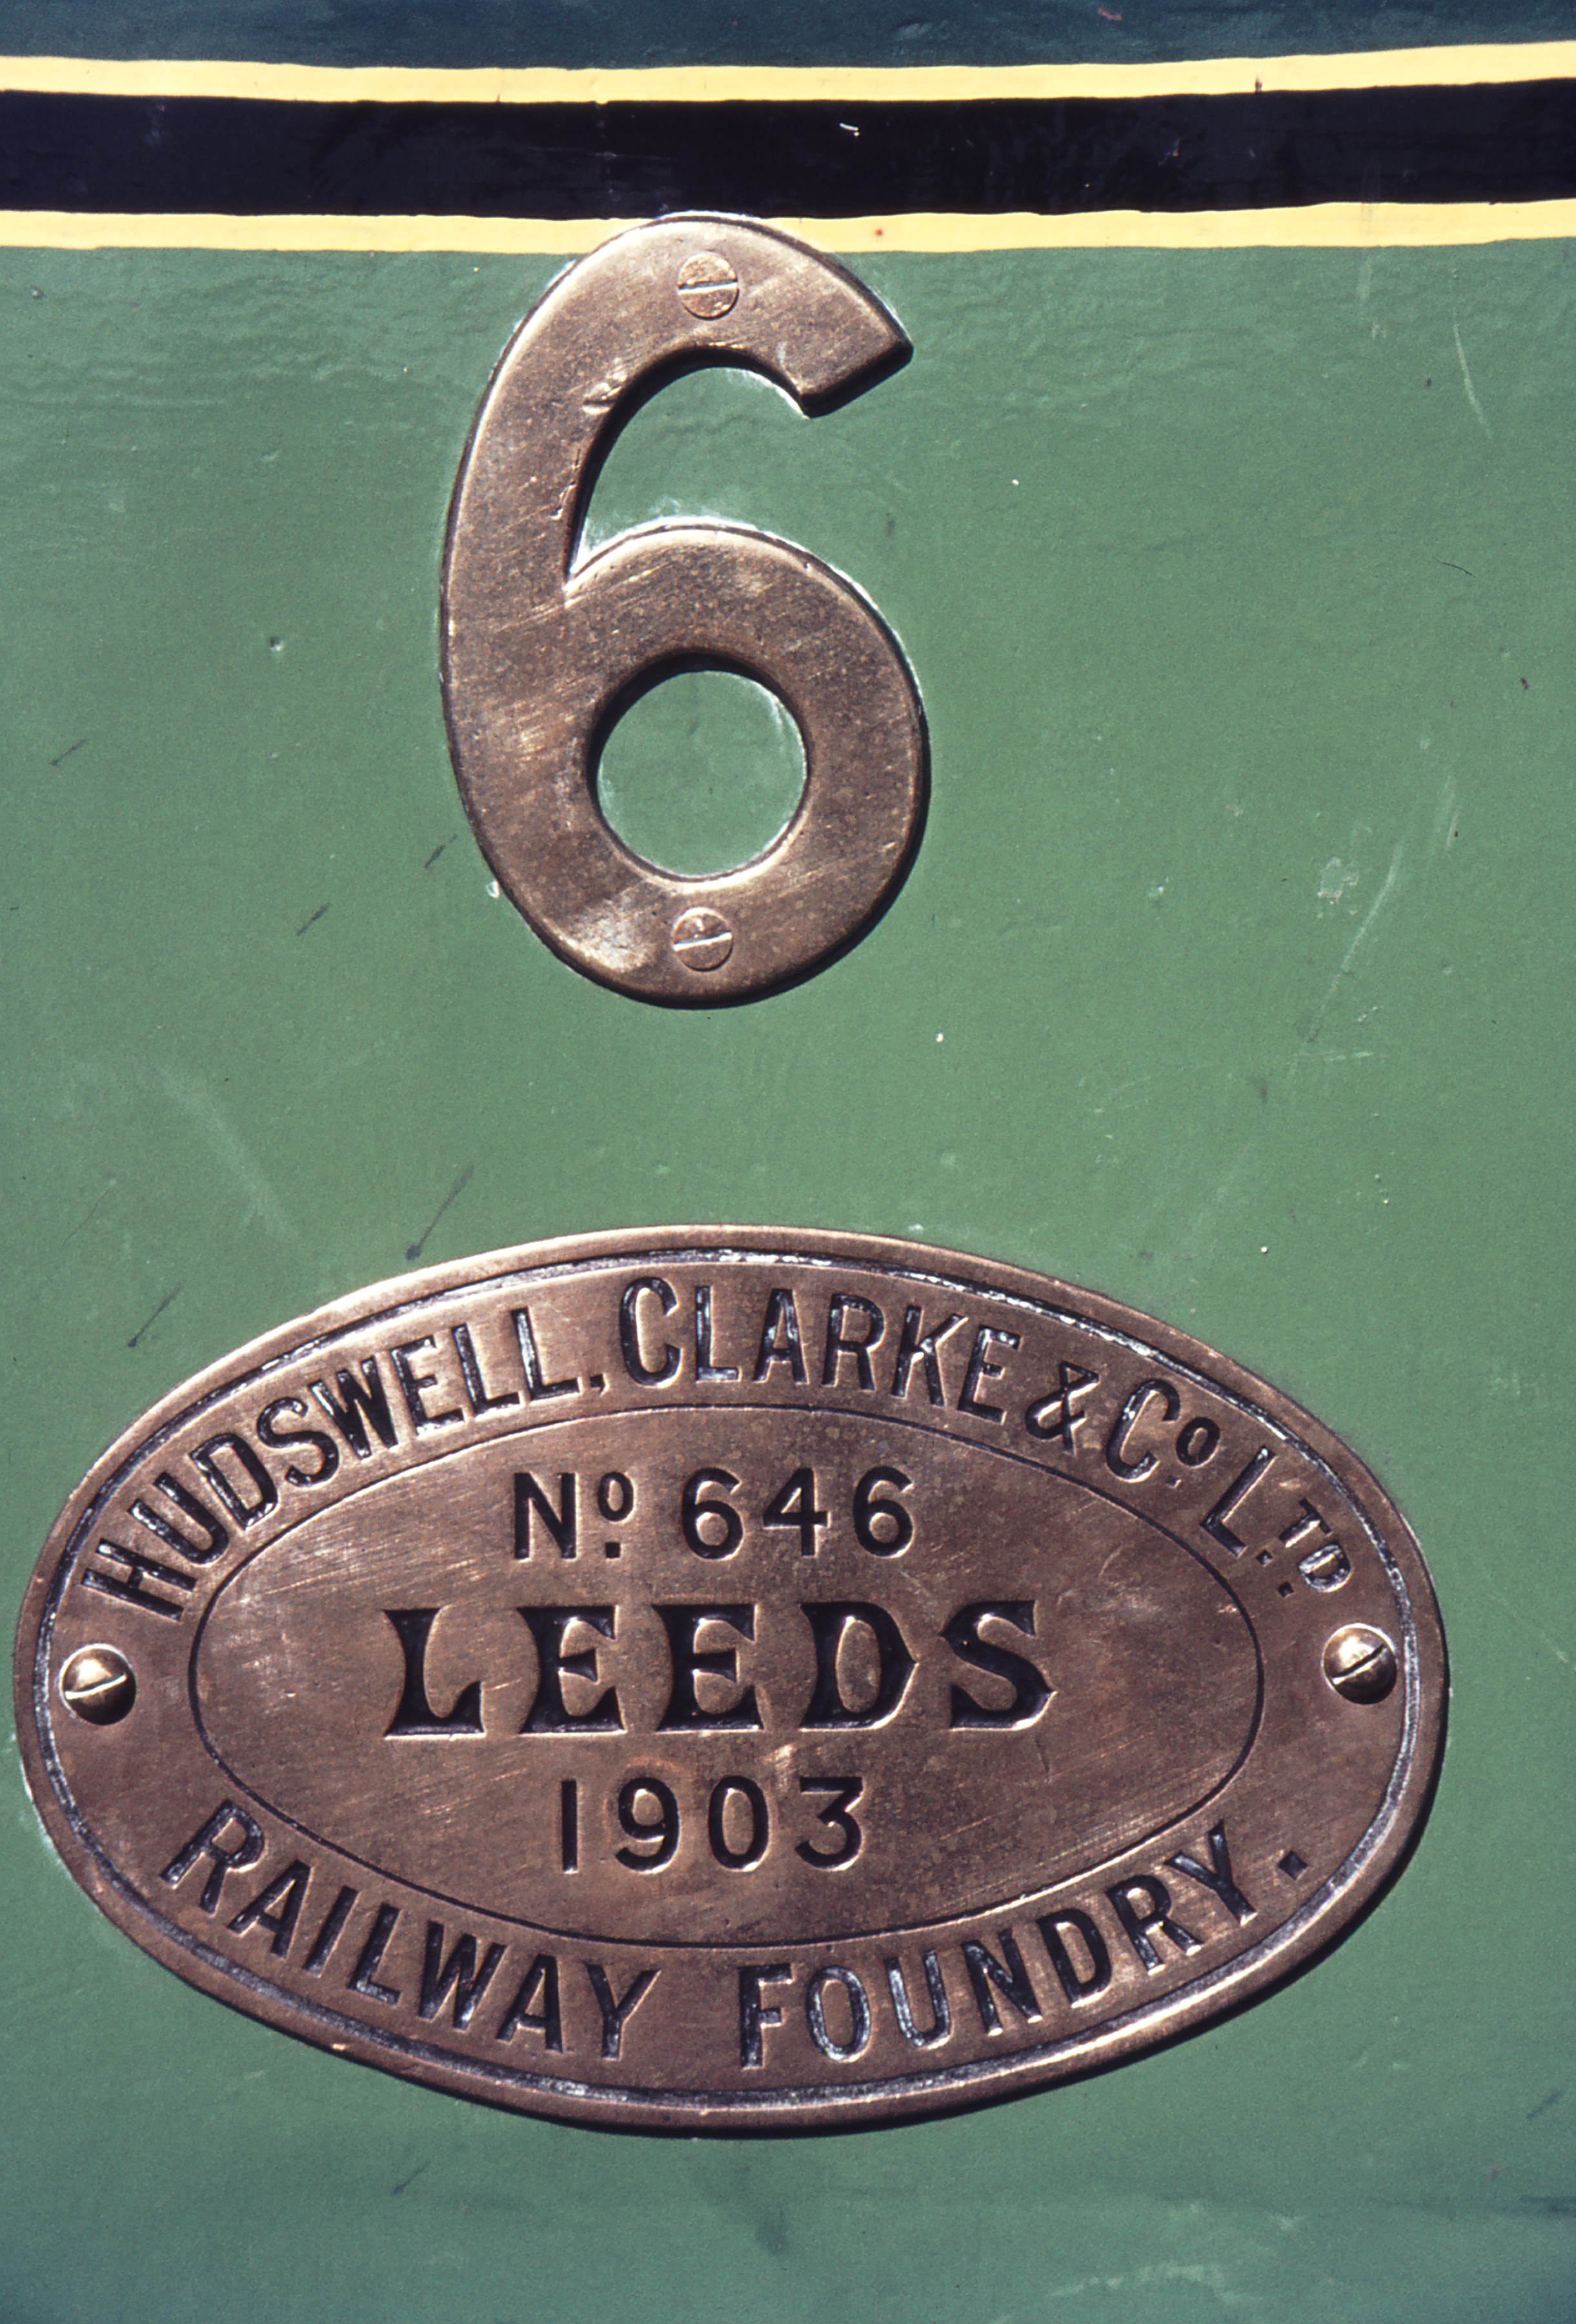 6
HUDSWELL, CLARKE & Cº. LTD.
Nº. 646
LEEDS
1903
RAILWAY FOUNDRY.